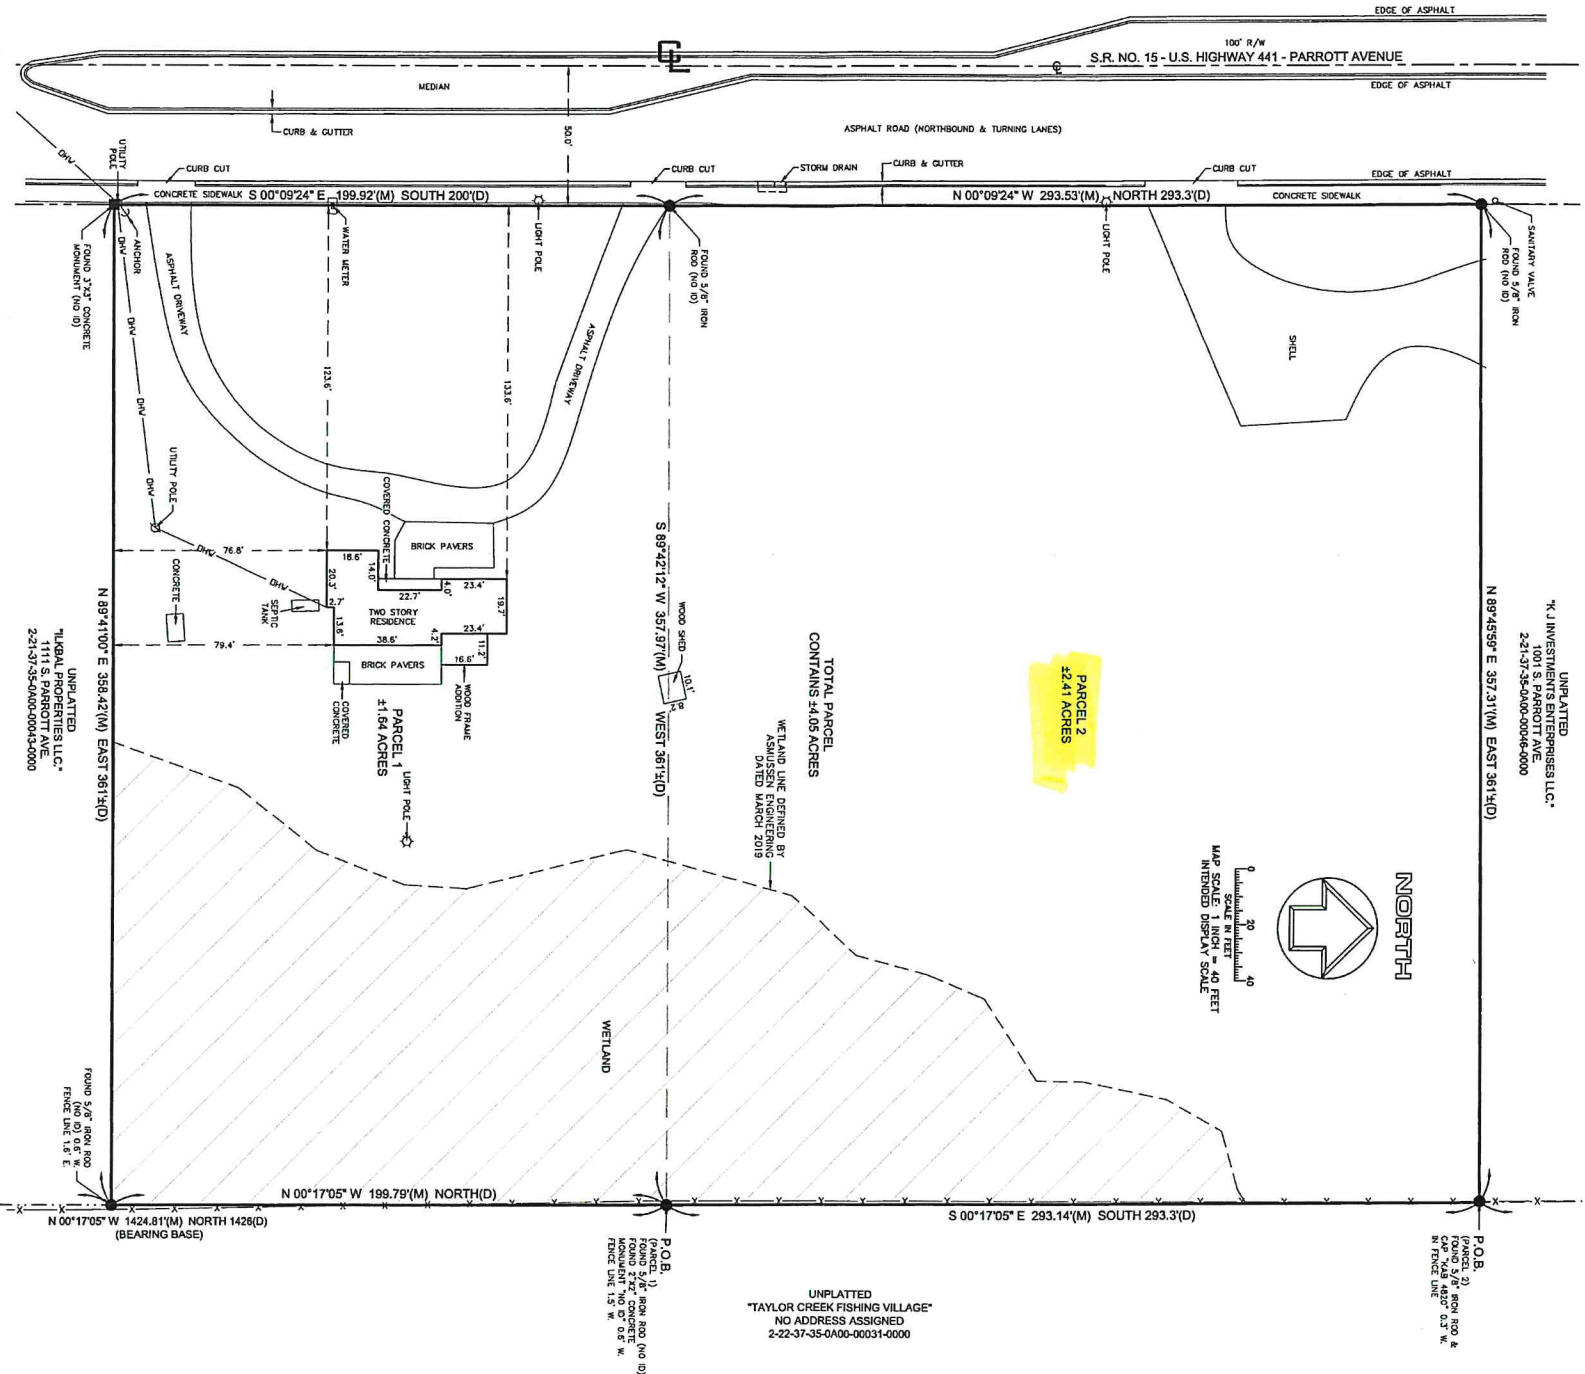 EDGE OF ASPHALT
100' R/W
S.R. NO. 15 - U.S. HIGHWAY 441 - PARROTT AVENUE
CL
CL
EDGE OF ASPHALT
MEDIAN
CURB & GUTTER
50.0'
ASPHALT ROAD (NORTHBOUND & TURNING LANES)
UTILITY
POLE
OHW
CURB CUT
CURB CUT
STORM DRAIN
CURB & GUTTER
CURB CUT
EDGE OF ASPHALT
CONCRETE SIDEWALK
S 00°09'24" E 199.92'(M) SOUTH 200'(D)
N 00°09'24" W 293.53'(M) NORTH 293.3'(D)
CONCRETE SIDEWALK
FOUND 3"X3" CONCRETE
MONUMENT (NO ID)
ANCHOR
OHW
OHW
OHW
OHW
ASPHALT DRIVEWAY
WATER METER
LIGHT POLE
FOUND 5/8" IRON
ROD (NO ID)
LIGHT POLE
SANITARY VALVE
FOUND 5/8" IRON
ROD (NO ID)
SHELL
123.6'
133.6'
ASPHALT DRIVEWAY
UTILITY POLE
COVERED CONCRETE
BRICK PAVERS
76.8'
OHW
OHW
18.6'
14.0'
20.3'
22.7'
4.0'
23.4'
19.7'
2.7'
TWO STORY
RESIDENCE
13.6'
38.6'
4.2'
23.4'
11.2'
16.6'
CONCRETE
SEPTIC
TANK
79.4'
BRICK PAVERS
WOOD FRAME
ADDITION
COVERED
CONCRETE
PARCEL 1
±1.64 ACRES
LIGHT POLE
S 89°42'12" W 357.97'(M) WEST 361'±(D)
WOOD SHED
10.1'
8.2'
TOTAL PARCEL
CONTAINS ±4.05 ACRES
PARCEL 2
±2.41 ACRES
WETLAND LINE DEFINED BY
ASMUSSEN ENGINEERING
DATED MARCH 2019
N 89°41'00" E 358.42'(M) EAST 361'±(D)
UNPLATTED
"ILKBAL PROPERTIES LLC."
1111 S. PARROTT AVE.
2-21-37-35-0A00-00043-0000
N 89°45'59" E 357.31'(M) EAST 361'±(D)
UNPLATTED
"K J INVESTMENTS ENTERPRISES LLC."
1001 S. PARROTT AVE.
2-21-37-35-0A00-00046-0000
NORTH
0 20 40
SCALE IN FEET
MAP SCALE: 1 INCH = 40 FEET
INTENDED DISPLAY SCALE
WETLAND
FOUND 5/8" IRON ROD
(NO ID) 0.6' W.
FENCE LINE 1.6' E.
N 00°17'05" W 199.79'(M) NORTH(D)
S 00°17'05" E 293.14'(M) SOUTH 293.3'(D)
N 00°17'05" W 1424.81'(M) NORTH 1426(D)
(BEARING BASE)
P.O.B.
(PARCEL 1)
FOUND 5/8" IRON ROD (NO ID)
FOUND 2"X2" CONCRETE
MONUMENT "NO ID" 0.6' W.
FENCE LINE 1.5' W.
P.O.B.
(PARCEL 2)
FOUND 5/8" IRON ROD &
CAP "KAB 4820" 0.3' W.
IN FENCE LINE
UNPLATTED
"TAYLOR CREEK FISHING VILLAGE"
NO ADDRESS ASSIGNED
2-22-37-35-0A00-00031-0000